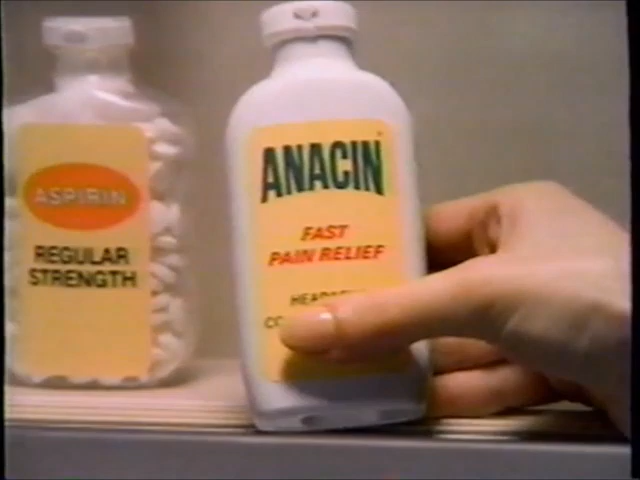 ASPIRIN
REGULAR
STRENGTH
ANACIN
FAST
PAIN RELIEF